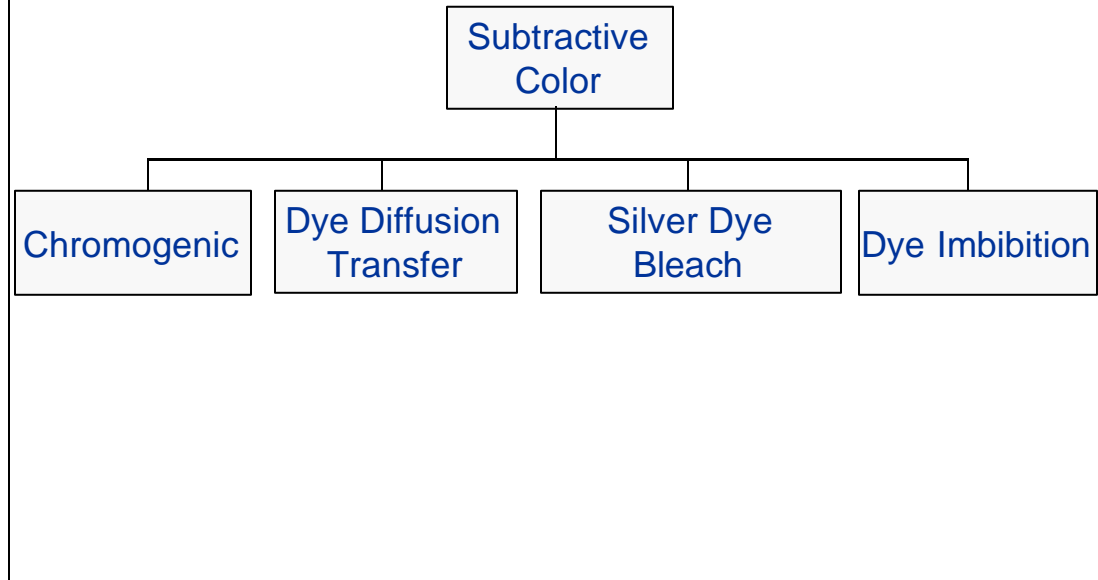 Subtractive
Color
Chromogenic
Dye Diffusion
Transfer
Silver Dye
Bleach
Dye Imbibition